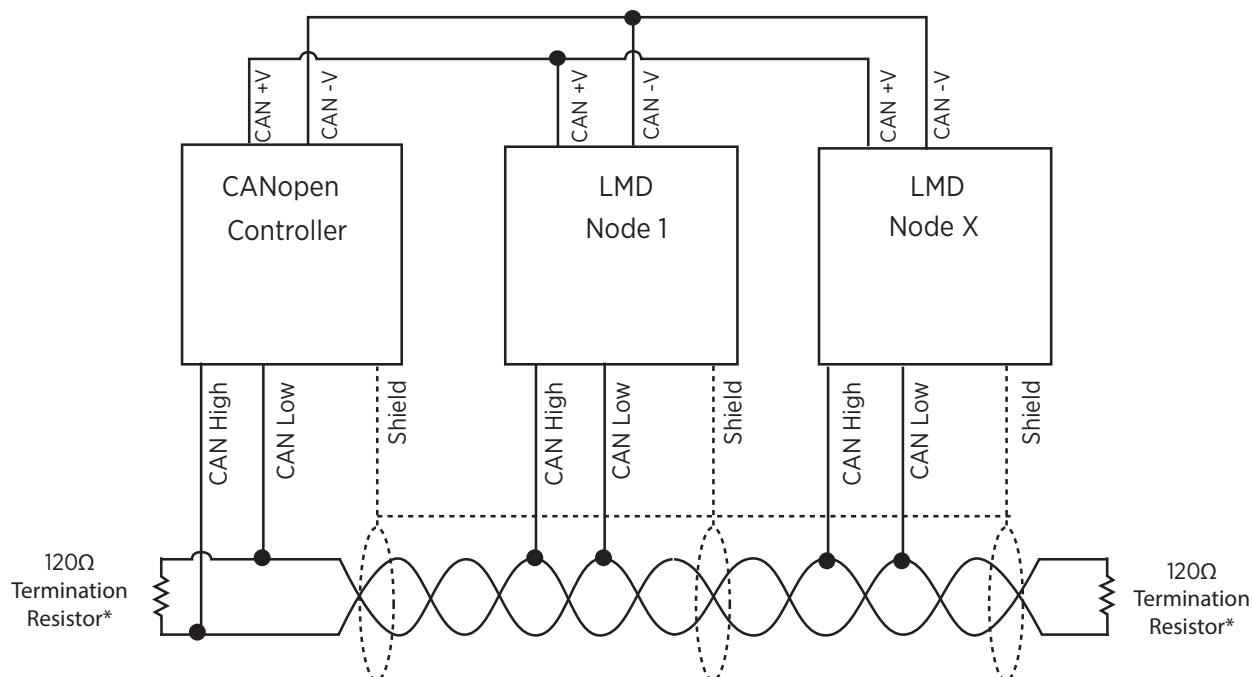 CAN +V
CAN -V
CAN +V
CAN -V
CAN +V
CAN -V
CANopen
Controller
LMD
Node 1
LMD
Node X
CAN High
CAN Low
Shield
CAN High
CAN Low
Shield
CAN High
CAN Low
Shield
120Ω
Termination
Resistor*
120Ω
Termination
Resistor*